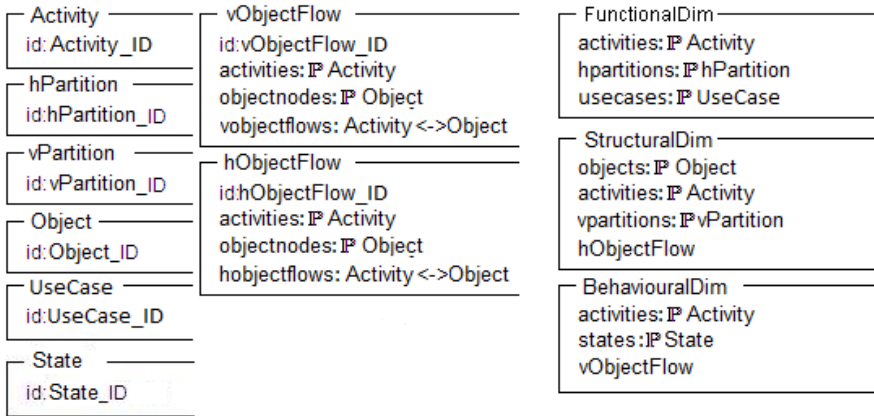 Activity
id: Activity_ID
hPartition
id:hPartition_ID
vPartition
id: vPartition_ID
Object
id:Object_ID
UseCase
id:UseCase_ID
State
id:State_ID
vObjectFlow
id:vObjectFlow_ID
activities: ℙ Activity
objectnodes: ℙ Object
vobjectflows: Activity<->Object
hObjectFlow
id:hObjectFlow_ID
activities: ℙ Activity
objectnodes: ℙ Object
hobjectflows: Activity<->Object
FunctionalDim
activities: ℙ Activity
hpartitions: ℙ hPartition
usecases: ℙ UseCase
StructuralDim
objects: ℙ Object
activities: ℙ Activity
vpartitions: ℙ vPartition
hObjectFlow
BehaviouralDim
activities: ℙ Activity
states :ℙ State
vObjectFlow